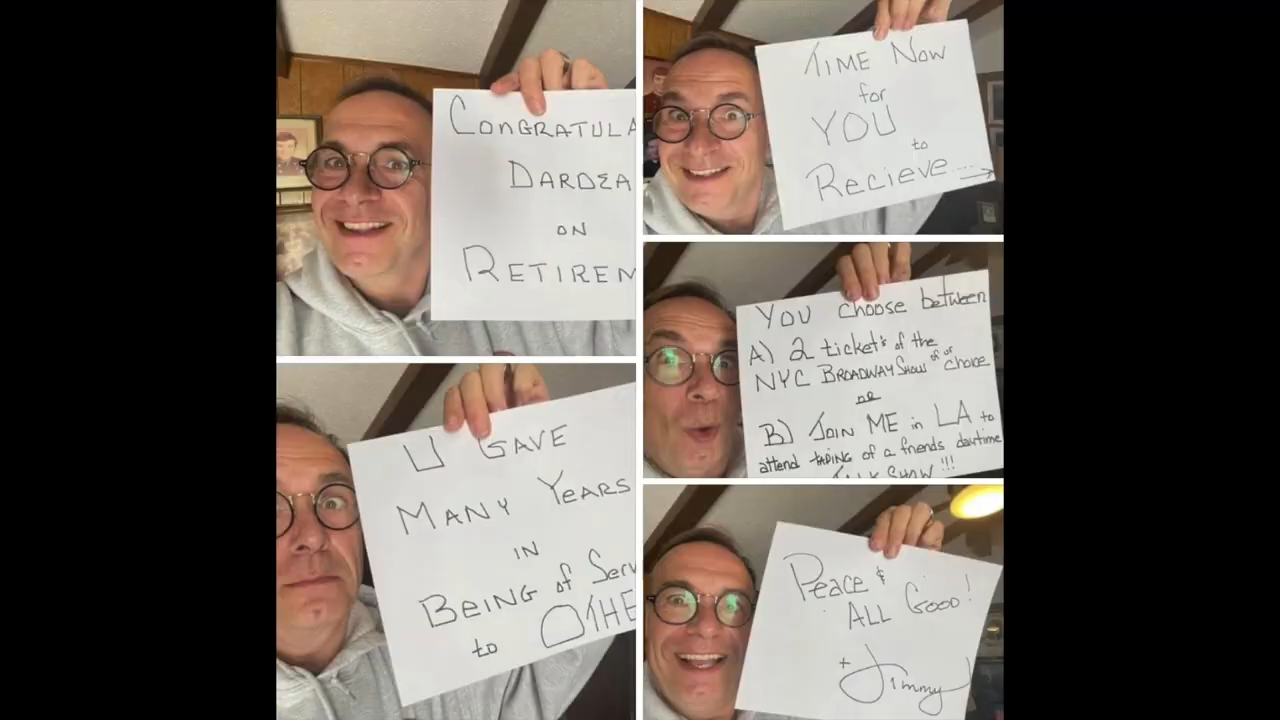 CONGRATULA
DARDEA
ON
RETIREM
U GAVE
MANY YEARS
IN
BEING of Serv
to OTHE
TIME NOW
for
YOU
to
RECIEVE...→
YOU choose between
A) 2 ticket's of the
NYC BROADWAY SHOW of choice
or
B) JOIN ME in LA to
attend TAPING of a friends daytime
TALK SHOW!!!
PEACE &
ALL GOOD!
+Jimmy